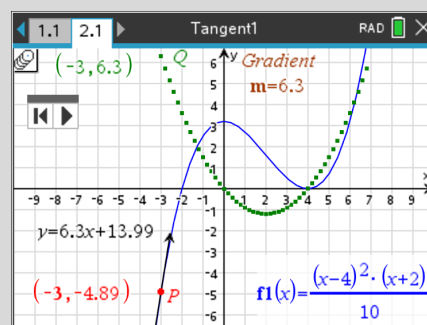 1.1 2.1 Tangent1 RAD
(-3,6.3) Q
y Gradient
m=6.3
6
5
4
3
2
1
x
-9 -8 -7 -6 -5 -4 -3 -2 -1 1 2 3 4 5 6 7 8 9
-1
-2
y=6.3x+13.99
-3
-4
(-3,-4.89) P
-5
-6
f1(x)=(x-4)²·(x+2)/10